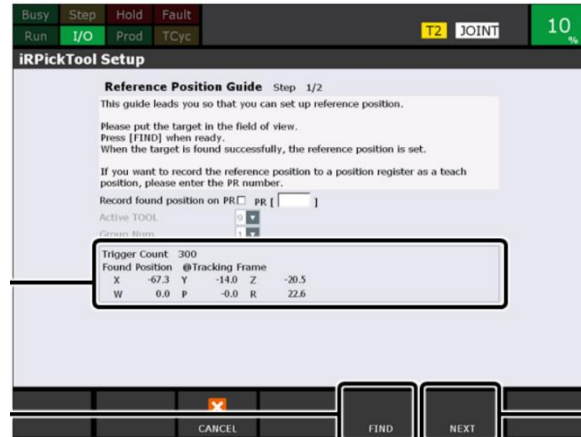 Busy Step Hold Fault
Run I/O Prod TCyc
T2 JOINT
10 %
iRPickTool Setup
Reference Position Guide Step 1/2
This guide leads you so that you can set up reference position.
Please put the target in the field of view.
Press [FIND] when ready.
When the target is found successfully, the reference position is set.
If you want to record the reference position to a position register as a teach
position, please enter the PR number.
Record found position on PR PR [ ]
Active TOOL 9
Group Num 1
Trigger Count 300
Found Position @Tracking Frame
X -67.3 Y -14.0 Z -20.5
W 0.0 P -0.0 R 22.6
CANCEL FIND NEXT